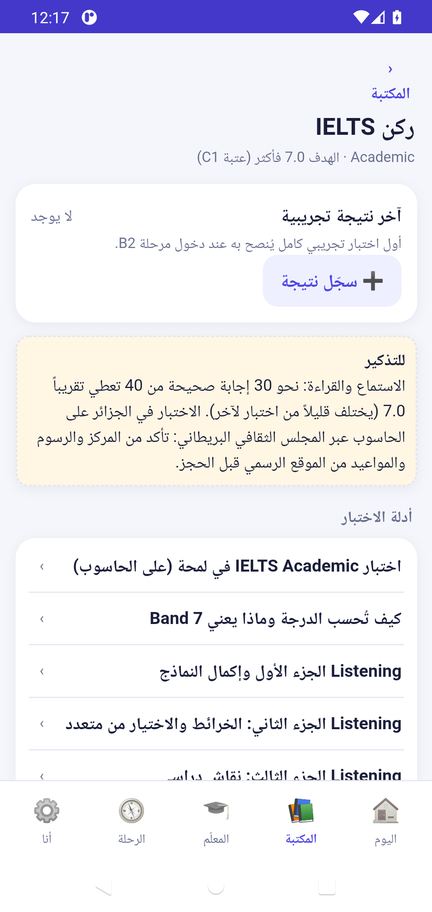 12:17
‹
المكتبة
ركن IELTS
Academic · الهدف 7.0 فأكثر (عتبة C1)
آخر نتيجة تجريبية
لا يوجد
أول اختبار تجريبي كامل يُنصح به عند دخول مرحلة B2.
➕ سجّل نتيجة
للتذكير
الاستماع والقراءة: نحو 30 إجابة صحيحة من 40 تعطي تقريباً
7.0 (يختلف قليلاً من اختبار لآخر). الاختبار في الجزائر على
الحاسوب عبر المجلس الثقافي البريطاني: تأكد من المركز والرسوم
والمواعيد من الموقع الرسمي قبل الحجز.
أدلة الاختبار
اختبار IELTS Academic في لمحة (على الحاسوب) ‹
كيف تُحسب الدرجة وماذا يعني Band 7 ‹
Listening الجزء الأول وإكمال النماذج ‹
Listening الجزء الثاني: الخرائط والاختيار من متعدد ‹
Listening الجزء الثالث: نقاش دراسي ‹
اليوم
المكتبة
المعلّم
الرحلة
أنا